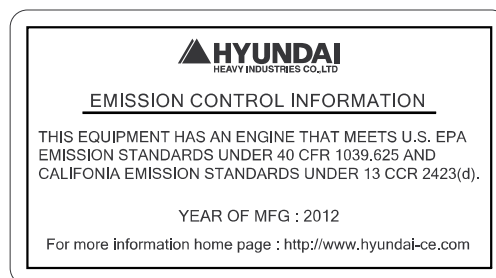 HYUNDAI
HEAVY INDUSTRIES CO.,LTD
EMISSION CONTROL INFORMATION
THIS EQUIPMENT HAS AN ENGINE THAT MEETS U.S. EPA
EMISSION STANDARDS UNDER 40 CFR 1039.625 AND
CALIFONIA EMISSION STANDARDS UNDER 13 CCR 2423(d).
YEAR OF MFG : 2012
For more information home page : http://www.hyundai-ce.com